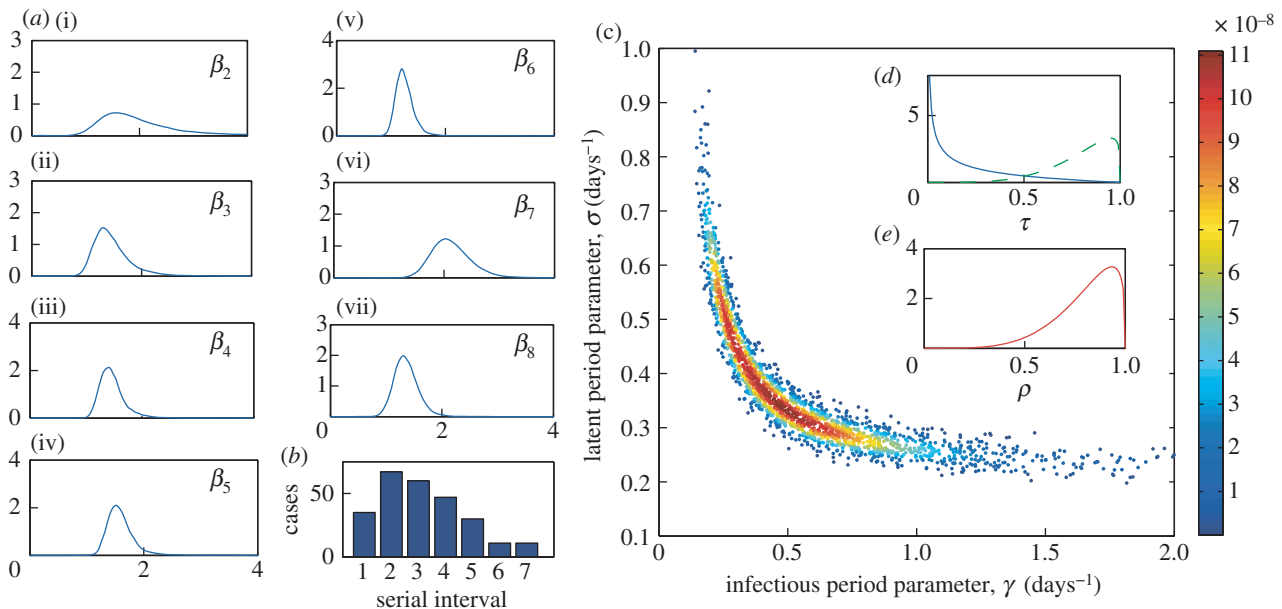 (a) (i)
3
2
1
0
β2
(ii)
3
2
1
0
β3
(iii)
4
2
0
β4
(iv)
4
2
0
β5
0 2 4
(v)
4
2
0
β6
(vi)
3
2
1
0
β7
(vii)
3
2
1
β8
0 2 4
(b)
cases
50
0
1 2 3 4 5 6 7
serial interval
(c)
latent period parameter, σ (days⁻¹)
1.0
0.9
0.8
0.7
0.6
0.5
0.4
0.3
0.2
0.1
0 0.5 1.0 1.5 2.0
infectious period parameter, γ (days⁻¹)
(d)
5
0.5 1.0
τ
(e)
4
2
0 0.5 1.0
ρ
× 10⁻⁸
11
10
9
8
7
6
5
4
3
2
1